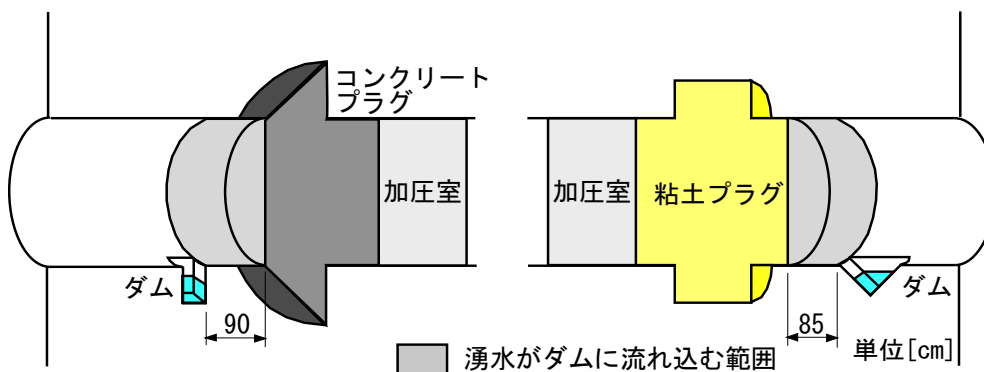 コンクリート
プラグ
加圧室
加圧室
粘土プラグ
ダム
ダム
90
85
単位[cm]
湧水がダムに流れ込む範囲